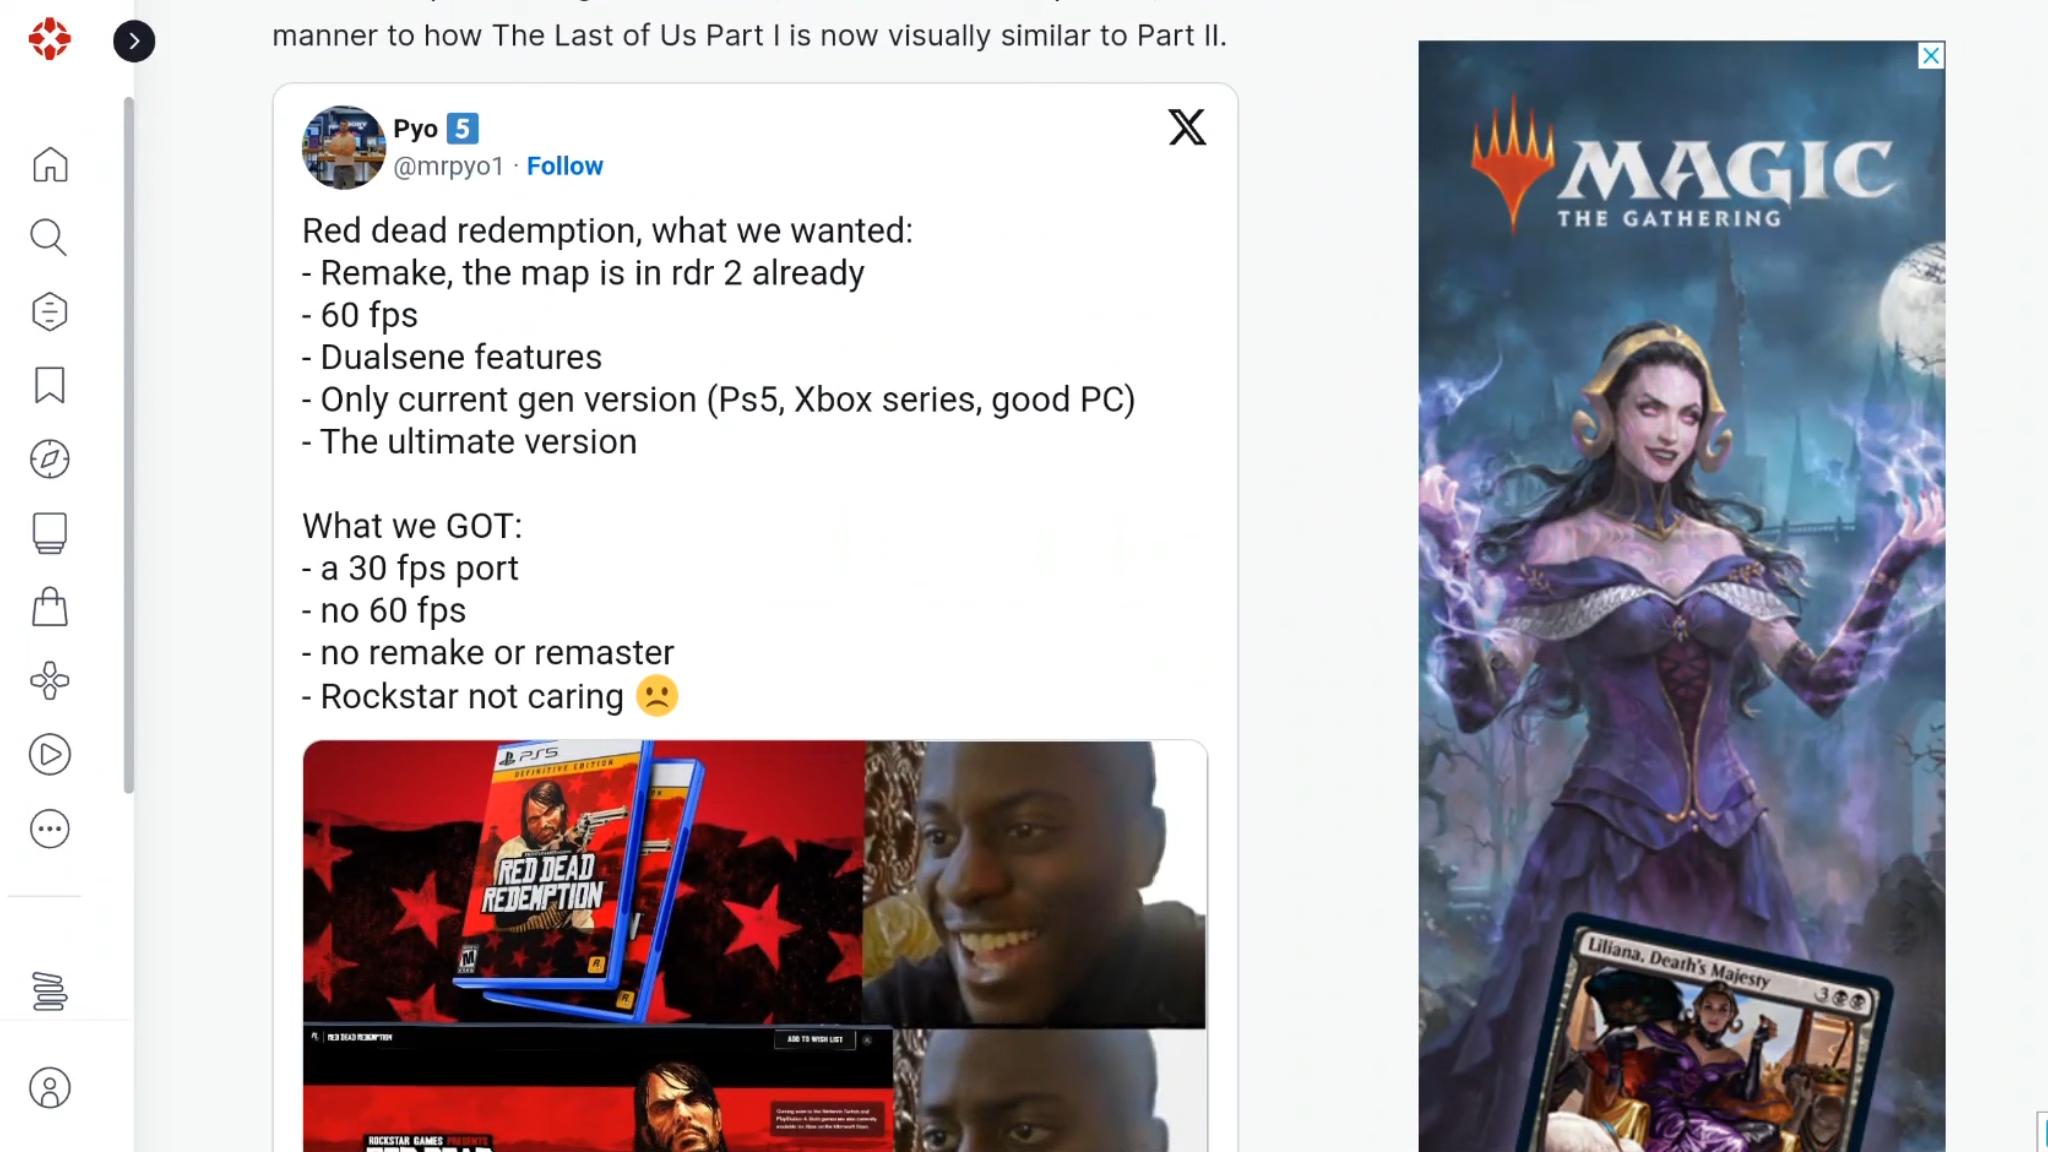 manner to how The Last of Us Part I is now visually similar to Part II.
Pyo 5
@mrpyo1 · Follow
Red dead redemption, what we wanted:
- Remake, the map is in rdr 2 already
- 60 fps
- Dualsene features
- Only current gen version (Ps5, Xbox series, good PC)
- The ultimate version
What we GOT:
- a 30 fps port
- no 60 fps
- no remake or remaster
- Rockstar not caring
PS5
DEFINITIVE EDITION
RED DEAD
REDEMPTION
M
R
R
RED DEAD REDEMPTION
ADD TO WISH LIST
ROCKSTAR GAMES PRESENTS
RED DEAD
MAGIC
THE GATHERING
Liliana, Death's Majesty
3